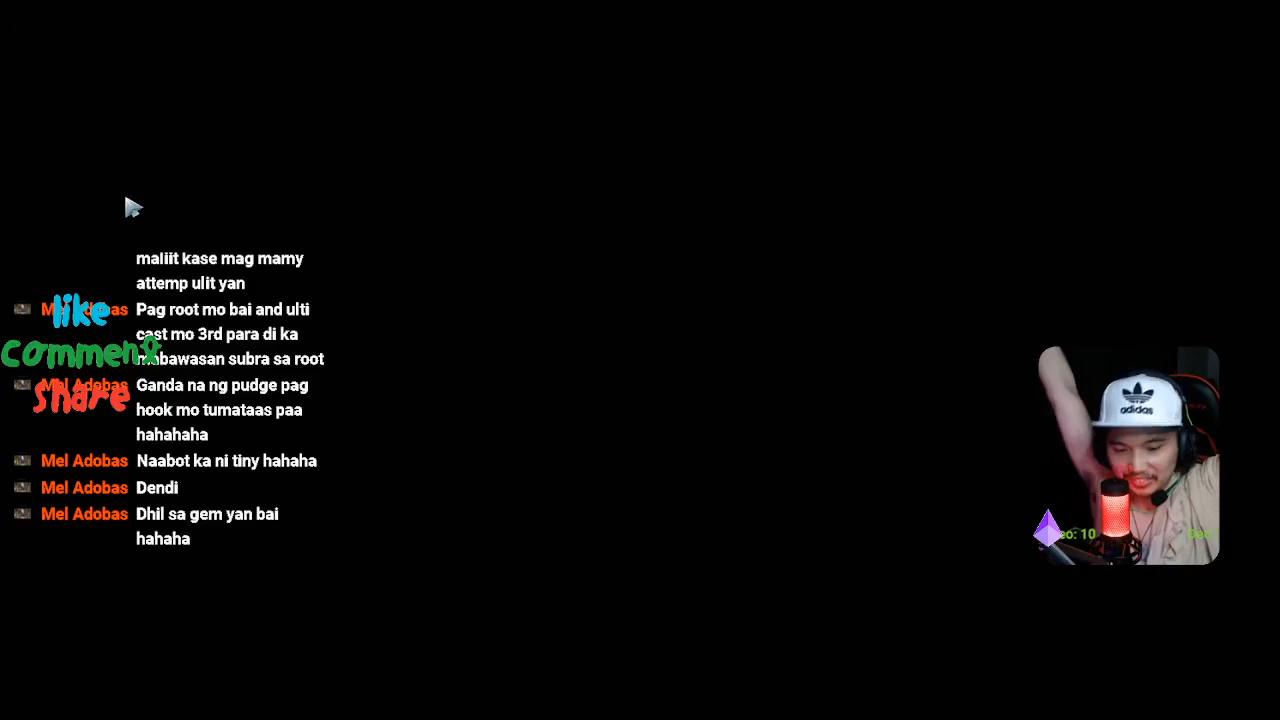 maliit kase mag mamy
attemp ulit yan
Mel Adobas Pag root mo bai and ulti
cast mo 3rd para di ka
mabawasan subra sa root
Mel Adobas Ganda na ng pudge pag
hook mo tumataas paa
hahahaha
Mel Adobas Naabot ka ni tiny hahaha
Mel Adobas Dendi
Mel Adobas Dhil sa gem yan bai
hahaha
like
comment
share
adidas
10